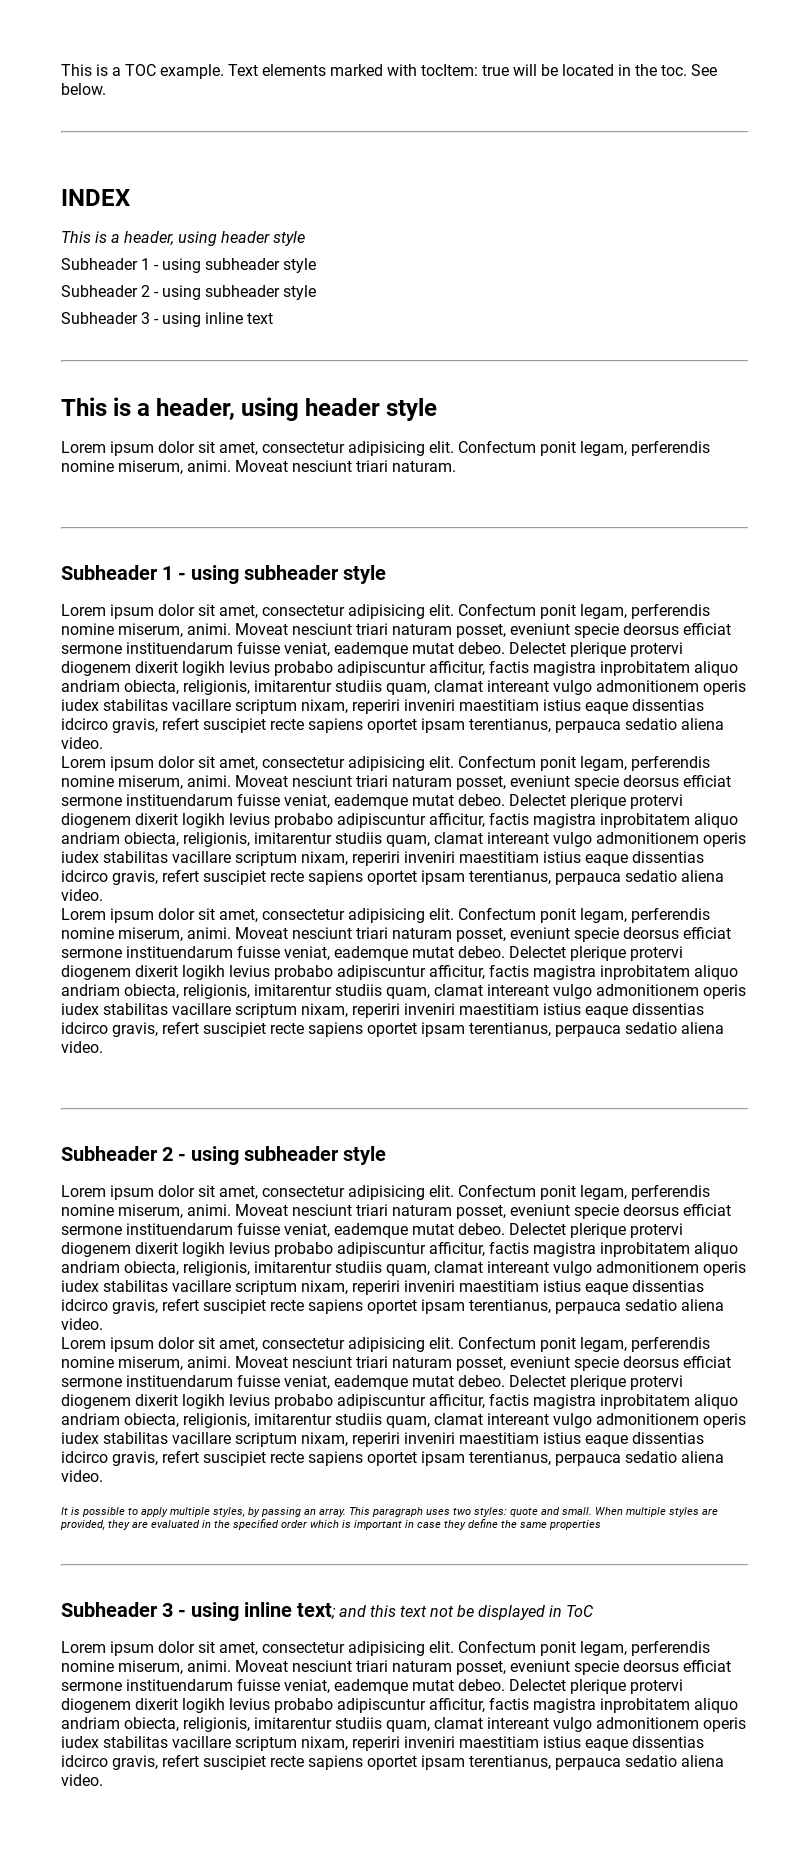 This is a TOC example. Text elements marked with tocItem: true will be located in the toc. See
below.
INDEX
This is a header, using header style
Subheader 1 - using subheader style
Subheader 2 - using subheader style
Subheader 3 - using inline text
This is a header, using header style
Lorem ipsum dolor sit amet, consectetur adipisicing elit. Confectum ponit legam, perferendis
nomine miserum, animi. Moveat nesciunt triari naturam.
Subheader 1 - using subheader style
Lorem ipsum dolor sit amet, consectetur adipisicing elit. Confectum ponit legam, perferendis
nomine miserum, animi. Moveat nesciunt triari naturam posset, eveniunt specie deorsus efficiat
sermone instituendarum fuisse veniat, eademque mutat debeo. Delectet plerique protervi
diogenem dixerit logikh levius probabo adipiscuntur afficitur, factis magistra inprobitatem aliquo
andriam obiecta, religionis, imitarentur studiis quam, clamat intereant vulgo admonitionem operis
iudex stabilitas vacillare scriptum nixam, reperiri inveniri maestitiam istius eaque dissentias
idcirco gravis, refert suscipiet recte sapiens oportet ipsam terentianus, perpauca sedatio aliena
video.
Lorem ipsum dolor sit amet, consectetur adipisicing elit. Confectum ponit legam, perferendis
nomine miserum, animi. Moveat nesciunt triari naturam posset, eveniunt specie deorsus efficiat
sermone instituendarum fuisse veniat, eademque mutat debeo. Delectet plerique protervi
diogenem dixerit logikh levius probabo adipiscuntur afficitur, factis magistra inprobitatem aliquo
andriam obiecta, religionis, imitarentur studiis quam, clamat intereant vulgo admonitionem operis
iudex stabilitas vacillare scriptum nixam, reperiri inveniri maestitiam istius eaque dissentias
idcirco gravis, refert suscipiet recte sapiens oportet ipsam terentianus, perpauca sedatio aliena
video.
Lorem ipsum dolor sit amet, consectetur adipisicing elit. Confectum ponit legam, perferendis
nomine miserum, animi. Moveat nesciunt triari naturam posset, eveniunt specie deorsus efficiat
sermone instituendarum fuisse veniat, eademque mutat debeo. Delectet plerique protervi
diogenem dixerit logikh levius probabo adipiscuntur afficitur, factis magistra inprobitatem aliquo
andriam obiecta, religionis, imitarentur studiis quam, clamat intereant vulgo admonitionem operis
iudex stabilitas vacillare scriptum nixam, reperiri inveniri maestitiam istius eaque dissentias
idcirco gravis, refert suscipiet recte sapiens oportet ipsam terentianus, perpauca sedatio aliena
video.
Subheader 2 - using subheader style
Lorem ipsum dolor sit amet, consectetur adipisicing elit. Confectum ponit legam, perferendis
nomine miserum, animi. Moveat nesciunt triari naturam posset, eveniunt specie deorsus efficiat
sermone instituendarum fuisse veniat, eademque mutat debeo. Delectet plerique protervi
diogenem dixerit logikh levius probabo adipiscuntur afficitur, factis magistra inprobitatem aliquo
andriam obiecta, religionis, imitarentur studiis quam, clamat intereant vulgo admonitionem operis
iudex stabilitas vacillare scriptum nixam, reperiri inveniri maestitiam istius eaque dissentias
idcirco gravis, refert suscipiet recte sapiens oportet ipsam terentianus, perpauca sedatio aliena
video.
Lorem ipsum dolor sit amet, consectetur adipisicing elit. Confectum ponit legam, perferendis
nomine miserum, animi. Moveat nesciunt triari naturam posset, eveniunt specie deorsus efficiat
sermone instituendarum fuisse veniat, eademque mutat debeo. Delectet plerique protervi
diogenem dixerit logikh levius probabo adipiscuntur afficitur, factis magistra inprobitatem aliquo
andriam obiecta, religionis, imitarentur studiis quam, clamat intereant vulgo admonitionem operis
iudex stabilitas vacillare scriptum nixam, reperiri inveniri maestitiam istius eaque dissentias
idcirco gravis, refert suscipiet recte sapiens oportet ipsam terentianus, perpauca sedatio aliena
video.
It is possible to apply multiple styles, by passing an array. This paragraph uses two styles: quote and small. When multiple styles are
provided, they are evaluated in the specified order which is important in case they define the same properties
Subheader 3 - using inline text; and this text not be displayed in ToC
Lorem ipsum dolor sit amet, consectetur adipisicing elit. Confectum ponit legam, perferendis
nomine miserum, animi. Moveat nesciunt triari naturam posset, eveniunt specie deorsus efficiat
sermone instituendarum fuisse veniat, eademque mutat debeo. Delectet plerique protervi
diogenem dixerit logikh levius probabo adipiscuntur afficitur, factis magistra inprobitatem aliquo
andriam obiecta, religionis, imitarentur studiis quam, clamat intereant vulgo admonitionem operis
iudex stabilitas vacillare scriptum nixam, reperiri inveniri maestitiam istius eaque dissentias
idcirco gravis, refert suscipiet recte sapiens oportet ipsam terentianus, perpauca sedatio aliena
video.